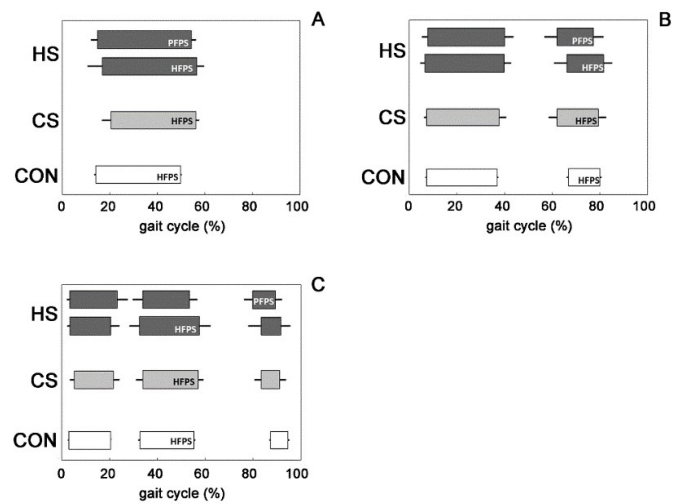 A
HS
PFPS
HFPS
CS
HFPS
CON
HFPS
0 20 40 60 80 100
gait cycle (%)
B
HS
PFPS
HFPS
CS
HFPS
CON
HFPS
0 20 40 60 80 100
gait cycle (%)
C
HS
PFPS
HFPS
CS
HFPS
CON
HFPS
0 20 40 60 80 100
gait cycle (%)